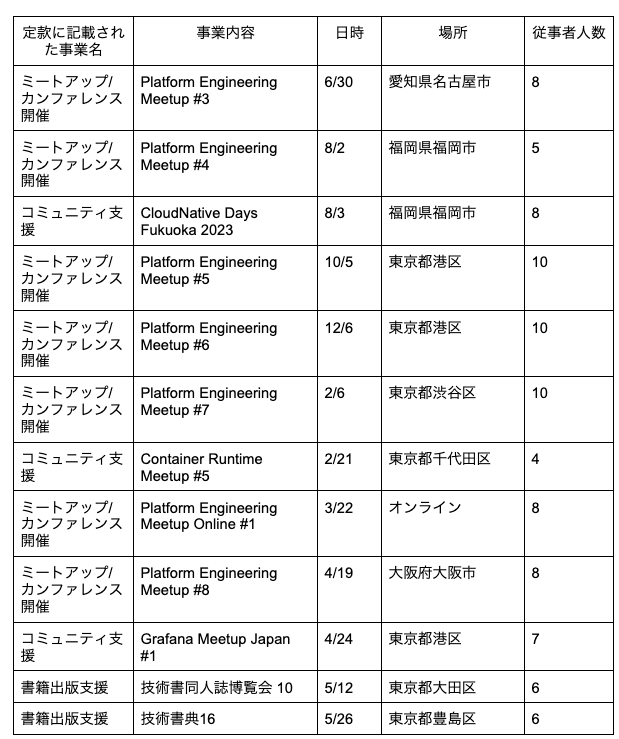 定款に記載され
た事業名
事業内容
日時
場所
従事者人数
ミートアップ/
カンファレンス
開催
Platform Engineering
Meetup #3
6/30
愛知県名古屋市
8
ミートアップ/
カンファレンス
開催
Platform Engineering
Meetup #4
8/2
福岡県福岡市
5
コミュニティ支
援
CloudNative Days
Fukuoka 2023
8/3
福岡県福岡市
8
ミートアップ/
カンファレンス
開催
Platform Engineering
Meetup #5
10/5
東京都港区
10
ミートアップ/
カンファレンス
開催
Platform Engineering
Meetup #6
12/6
東京都港区
10
ミートアップ/
カンファレンス
開催
Platform Engineering
Meetup #7
2/6
東京都渋谷区
10
コミュニティ支
援
Container Runtime
Meetup #5
2/21
東京都千代田区
4
ミートアップ/
カンファレンス
開催
Platform Engineering
Meetup Online #1
3/22
オンライン
8
ミートアップ/
カンファレンス
開催
Platform Engineering
Meetup #8
4/19
大阪府大阪市
8
コミュニティ支
援
Grafana Meetup Japan
#1
4/24
東京都港区
7
書籍出版支援
技術書同人誌博覧会 10
5/12
東京都大田区
6
書籍出版支援
技術書典16
5/26
東京都豊島区
6